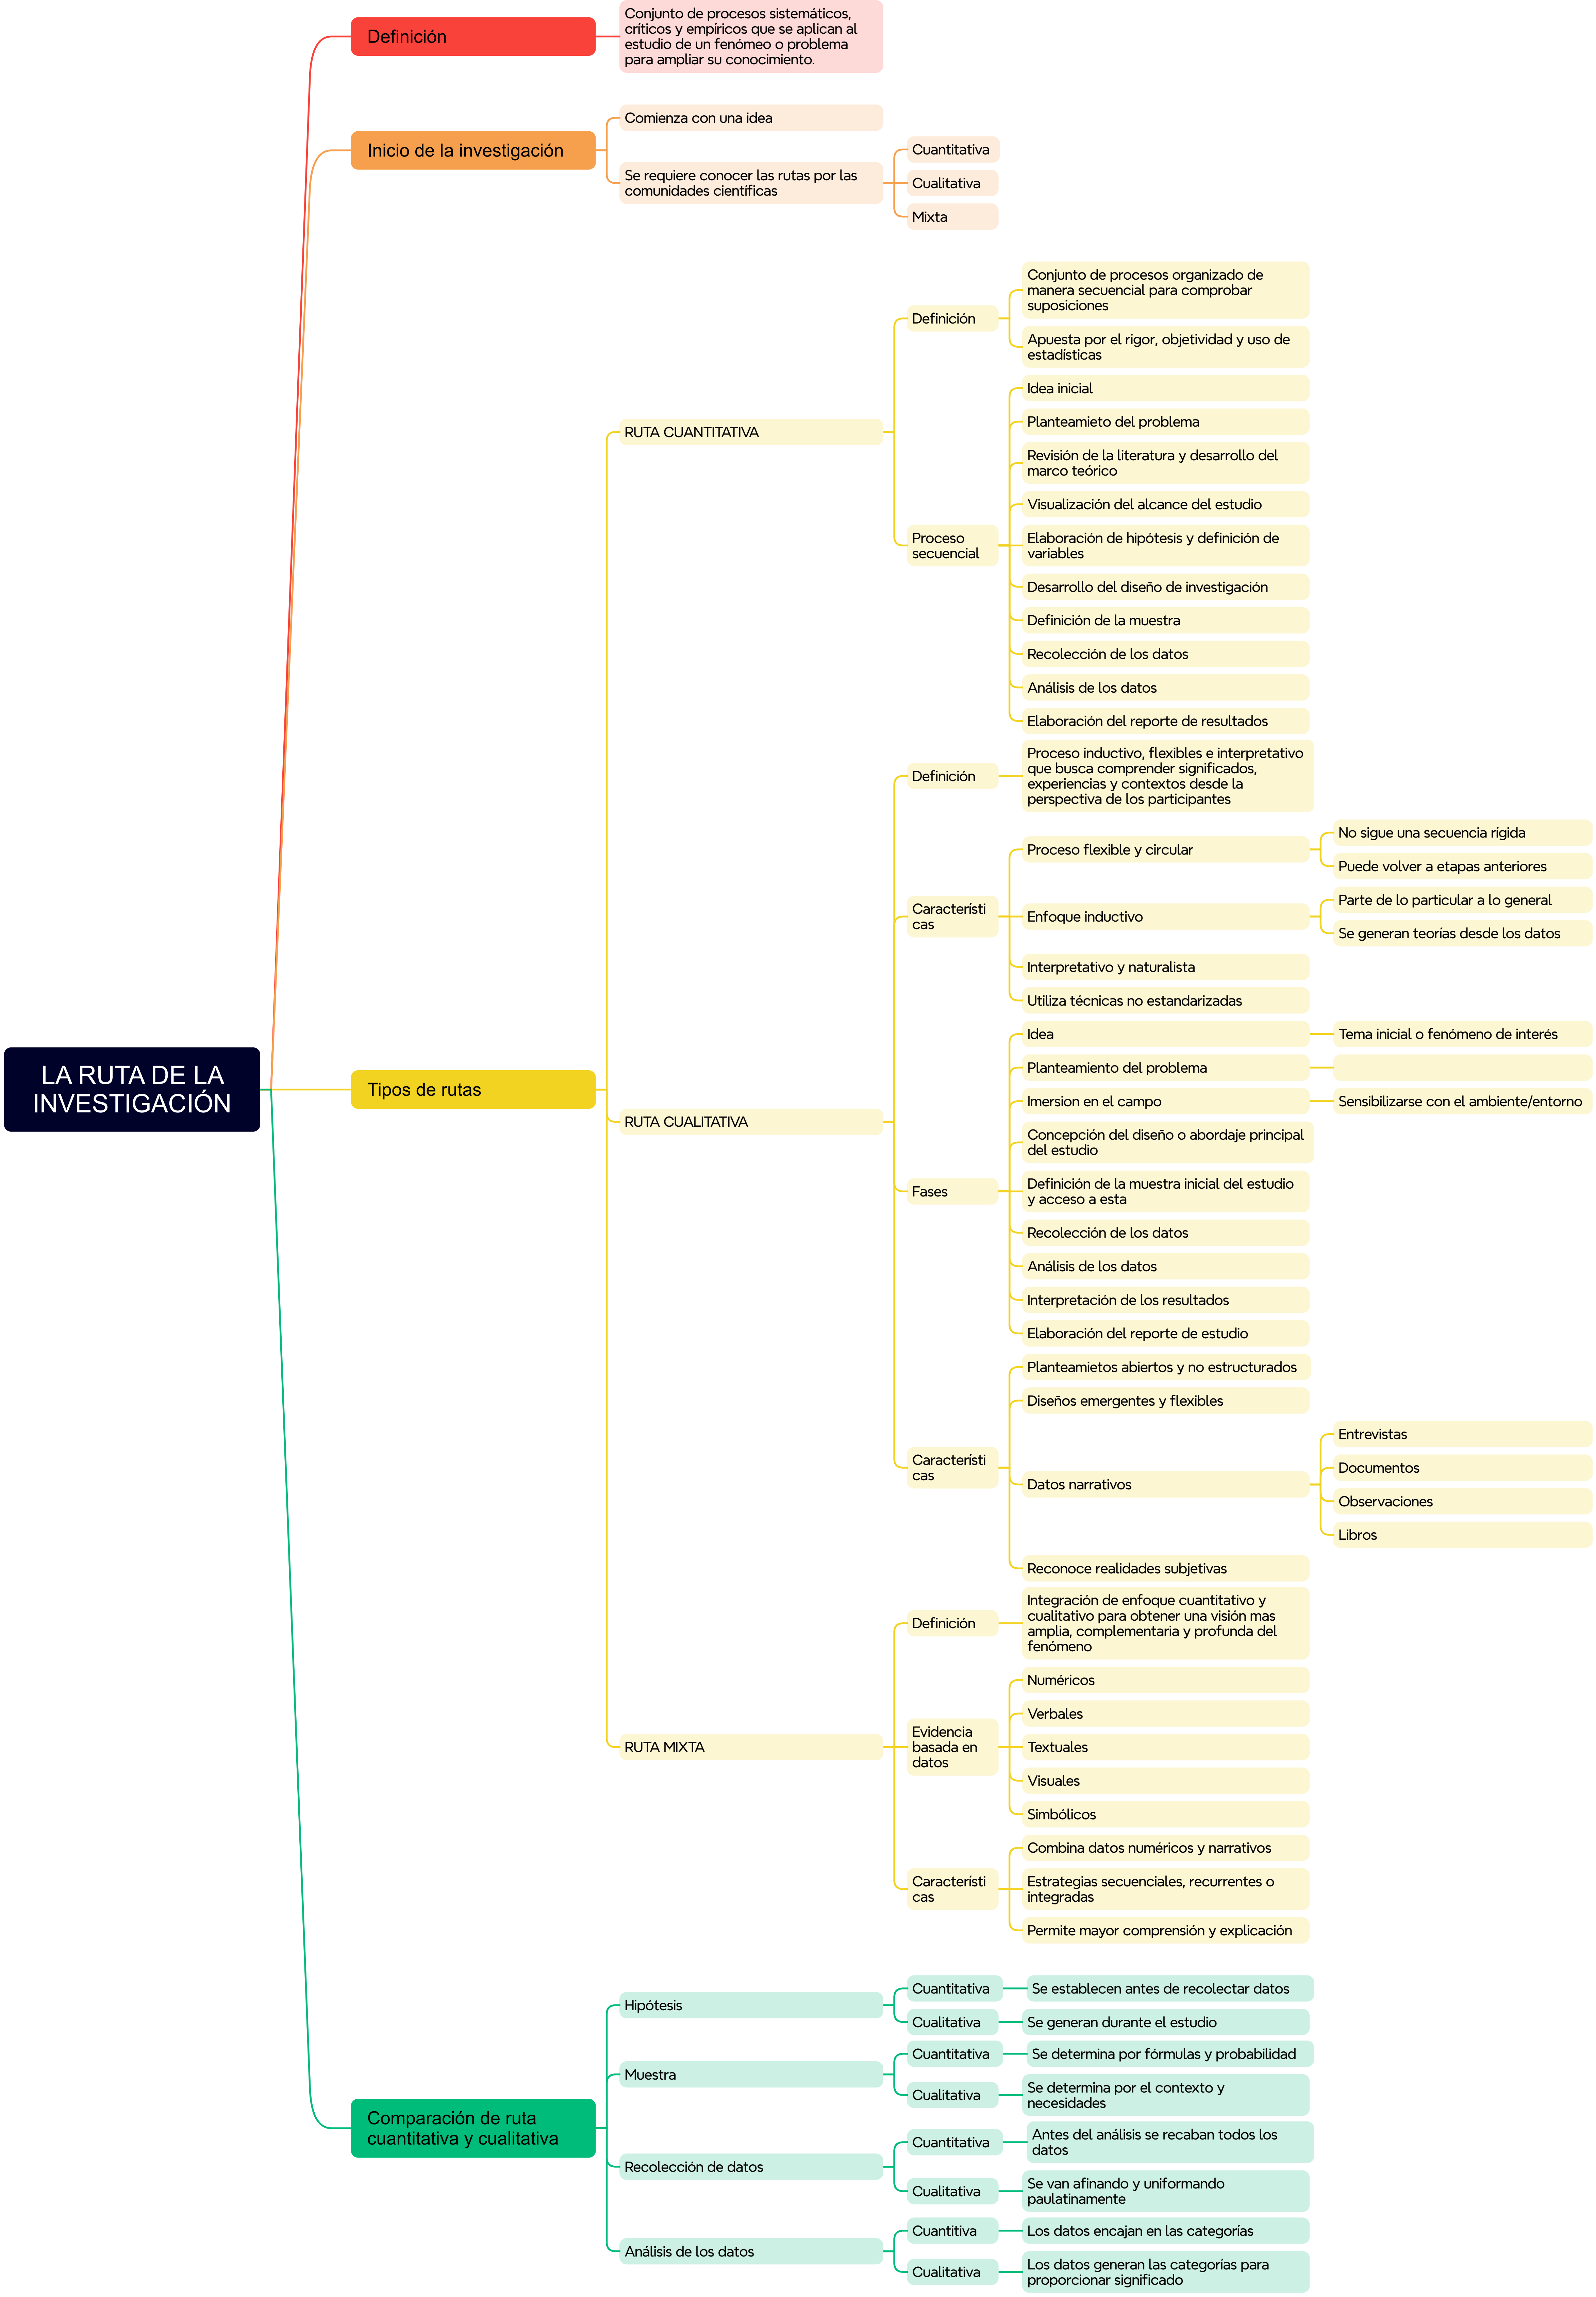 Definición
Conjunto de procesos sistemáticos,
críticos y empíricos que se aplican al
estudio de un fenómeo o problema
para ampliar su conocimiento.
Inicio de la investigación
Comienza con una idea
Se requiere conocer las rutas por las
comunidades científicas
Cuantitativa
Cualitativa
Mixta
LA RUTA DE LA
INVESTIGACIÓN
Tipos de rutas
RUTA CUANTITATIVA
Definición
Conjunto de procesos organizado de
manera secuencial para comprobar
suposiciones
Apuesta por el rigor, objetividad y uso de
estadísticas
Proceso
secuencial
Idea inicial
Planteamieto del problema
Revisión de la literatura y desarrollo del
marco teórico
Visualización del alcance del estudio
Elaboración de hipótesis y definición de
variables
Desarrollo del diseño de investigación
Definición de la muestra
Recolección de los datos
Análisis de los datos
Elaboración del reporte de resultados
RUTA CUALITATIVA
Definición
Proceso inductivo, flexibles e interpretativo
que busca comprender significados,
experiencias y contextos desde la
perspectiva de los participantes
Característi
cas
Proceso flexible y circular
No sigue una secuencia rígida
Puede volver a etapas anteriores
Enfoque inductivo
Parte de lo particular a lo general
Se generan teorías desde los datos
Interpretativo y naturalista
Utiliza técnicas no estandarizadas
Fases
Idea
Tema inicial o fenómeno de interés
Planteamiento del problema
Imersion en el campo
Sensibilizarse con el ambiente/entorno
Concepción del diseño o abordaje principal
del estudio
Definición de la muestra inicial del estudio
y acceso a esta
Recolección de los datos
Análisis de los datos
Interpretación de los resultados
Elaboración del reporte de estudio
Característi
cas
Planteamietos abiertos y no estructurados
Diseños emergentes y flexibles
Datos narrativos
Entrevistas
Documentos
Observaciones
Libros
Reconoce realidades subjetivas
RUTA MIXTA
Definición
Integración de enfoque cuantitativo y
cualitativo para obtener una visión mas
amplia, complementaria y profunda del
fenómeno
Evidencia
basada en
datos
Numéricos
Verbales
Textuales
Visuales
Simbólicos
Característi
cas
Combina datos numéricos y narrativos
Estrategias secuenciales, recurrentes o
integradas
Permite mayor comprensión y explicación
Comparación de ruta
cuantitativa y cualitativa
Hipótesis
Cuantitativa
Se establecen antes de recolectar datos
Cualitativa
Se generan durante el estudio
Muestra
Cuantitativa
Se determina por fórmulas y probabilidad
Cualitativa
Se determina por el contexto y
necesidades
Recolección de datos
Cuantitativa
Antes del análisis se recaban todos los
datos
Cualitativa
Se van afinando y uniformando
paulatinamente
Análisis de los datos
Cuantitiva
Los datos encajan en las categorías
Cualitativa
Los datos generan las categorías para
proporcionar significado